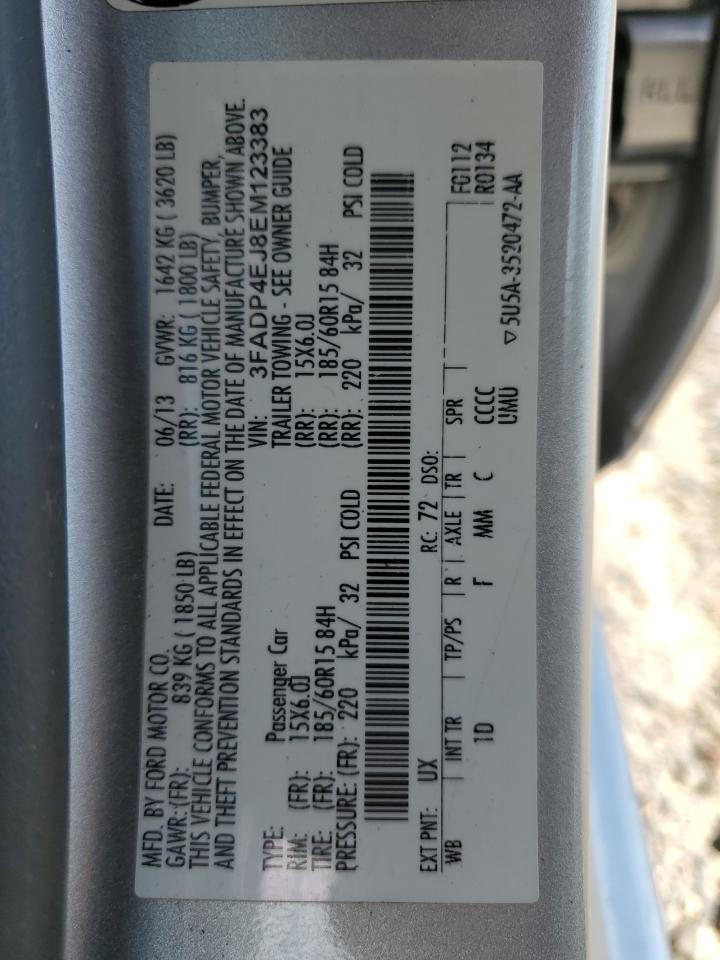 MFD. BY FORD MOTOR CO. DATE: 06/13 GVWR: 1642 KG ( 3620 LB)
GAWR: (FR): 839 KG ( 1850 LB) (RR): 816 KG ( 1800 LB)
THIS VEHICLE CONFORMS TO ALL APPLICABLE FEDERAL MOTOR VEHICLE SAFETY, BUMPER,
AND THEFT PREVENTION STANDARDS IN EFFECT ON THE DATE OF MANUFACTURE SHOWN ABOVE.
VIN: 3FADP4EJ8EM123383
TYPE: Passenger Car TRAILER TOWING - SEE OWNER GUIDE
RIM: (FR): 15X6.0J (RR): 15X6.0J
TIRE: (FR): 185/60R15 84H (RR): 185/60R15 84H
PRESSURE: (FR): 220 kPa/ 32 PSI COLD (RR): 220 kPa/ 32 PSI COLD
EXT PNT: UX RC: 72 DSO: FG112
WB INT TR TP/PS R AXLE TR SPR R0134
1D F MM C CCCC
UMU ▽ 5U5A-3520472-AA